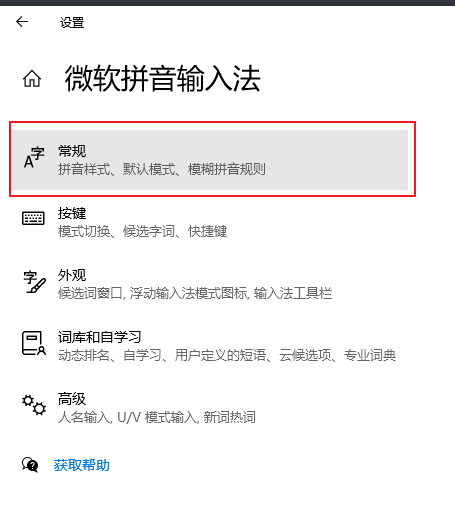 设置
微软拼音输入法
常规
拼音样式、默认模式、模糊拼音规则
按键
模式切换、候选字词、快捷键
外观
候选词窗口, 浮动输入法模式图标, 输入法工具栏
词库和自学习
动态排名、自学习、用户定义的短语、云候选项、专业词典
高级
人名输入, U/V 模式输入, 新词热词
获取帮助